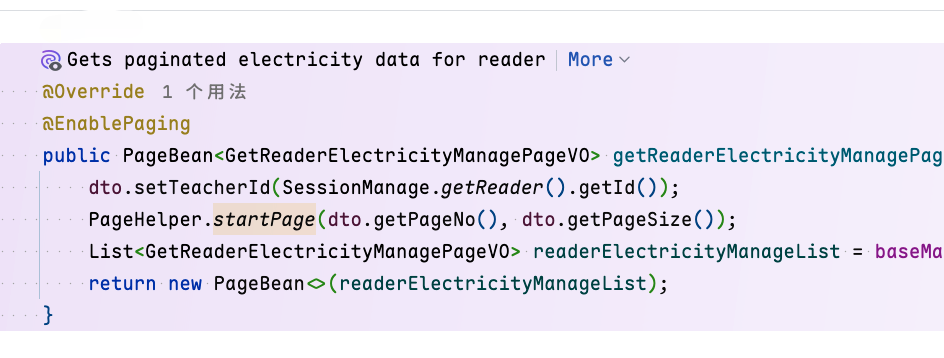 Gets paginated electricity data for reader More
@Override 1 个用法
@EnablePaging
public PageBean<GetReaderElectricityManagePageVO> getReaderElectricityManagePag
dto.setTeacherId(SessionManage.getReader().getId());
PageHelper.startPage(dto.getPageNo(), dto.getPageSize());
List<GetReaderElectricityManagePageVO> readerElectricityManageList = baseMa
return new PageBean<>(readerElectricityManageList);
}